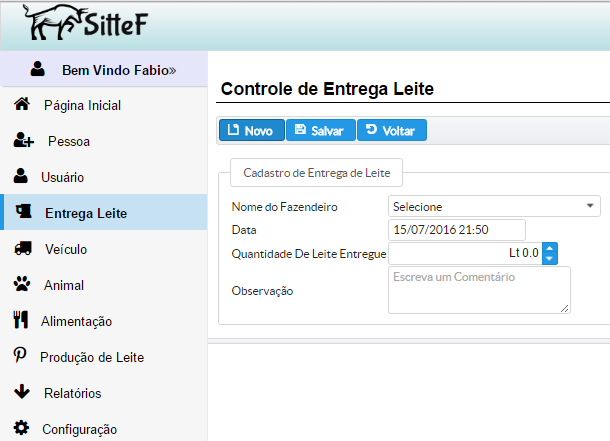 SitteF
Bem Vindo Fabio»
Página Inicial
Pessoa
Usuário
Entrega Leite
Veículo
Animal
Alimentação
Produção de Leite
Relatórios
Configuração
Controle de Entrega Leite
Novo Salvar Voltar
Cadastro de Entrega de Leite
Nome do Fazendeiro Selecione
Data 15/07/2016 21:50
Quantidade De Leite Entregue Lt 0.0
Observação Escreva um Comentário